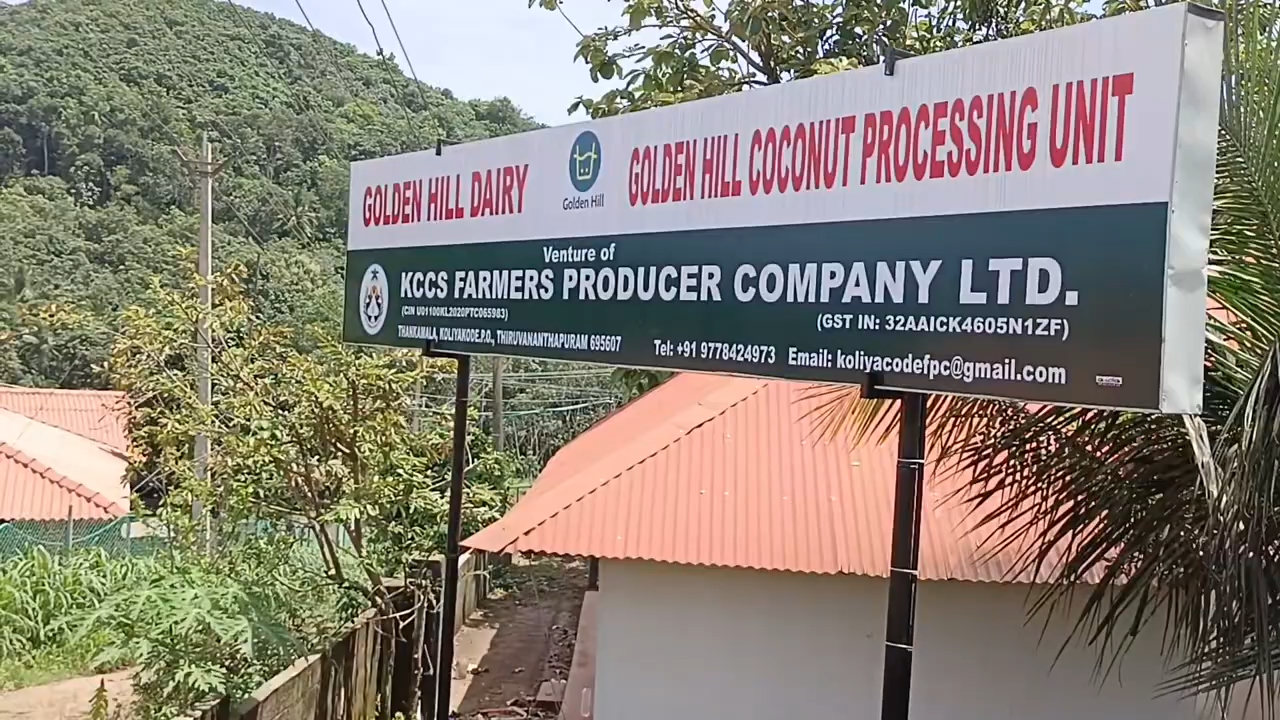 GOLDEN HILL DAIRY
Golden Hill
GOLDEN HILL COCONUT PROCESSING UNIT
Venture of
KCCS FARMERS PRODUCER COMPANY LTD.
(CIN U01100KL2020PTC065983)
(GST IN: 32AAICK4605N1ZF)
THANKAMALA, KOLIYAKODE.P.O., THIRUVANANTHAPURAM 695607
Tel: +91 9778424973 Email: koliyacodefpc@gmail.com